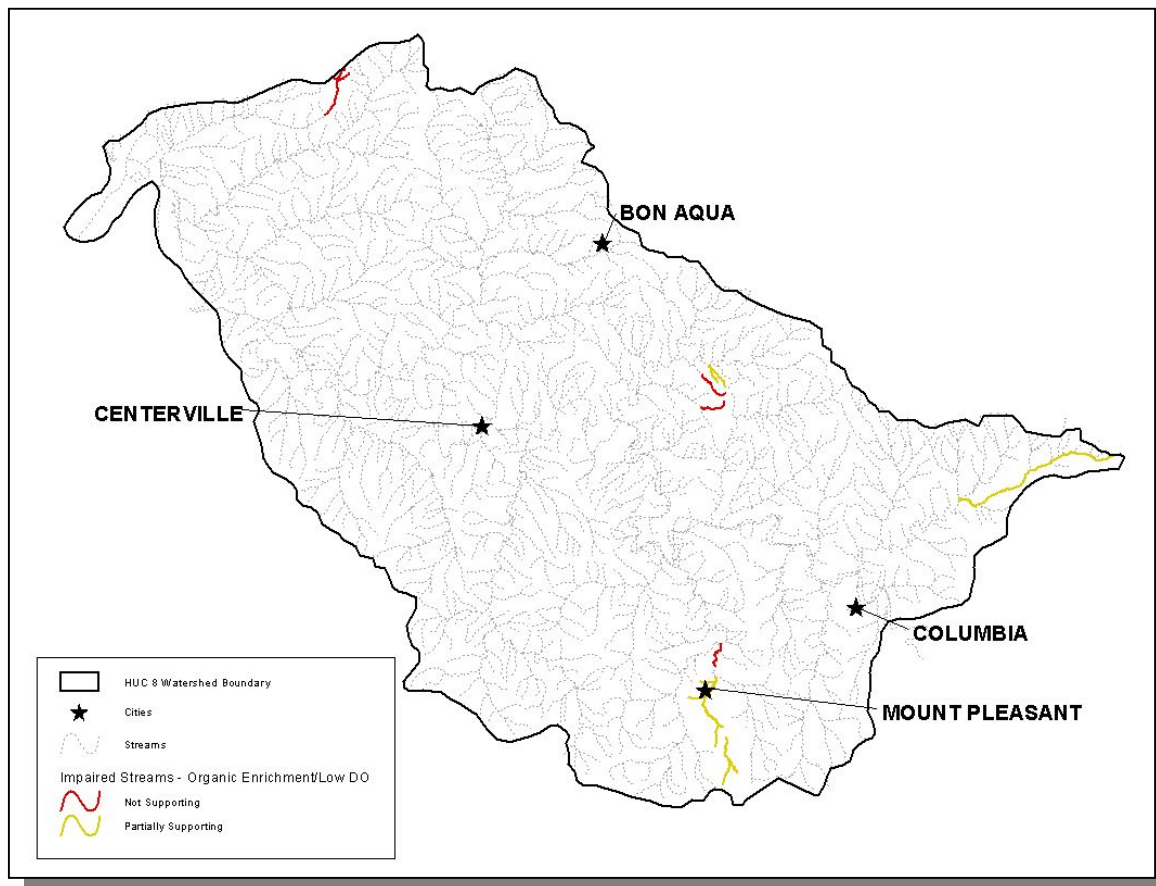 BON AQUA
CENTERVILLE
COLUMBIA
MOUNT PLEASANT
HUC 8 Watershed Boundary
Cities
Streams
Impaired Streams - Organic Enrichment/Low DO
Not Supporting
Partially Supporting